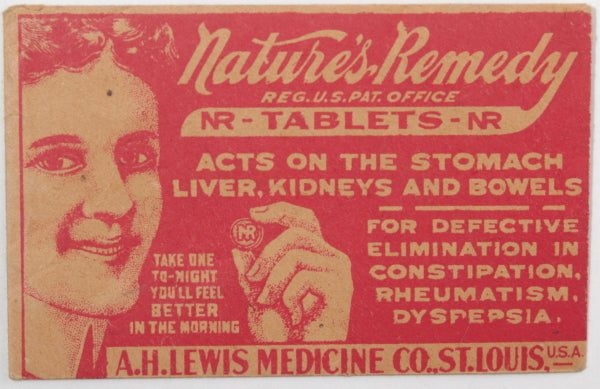 Nature's Remedy
REG. U.S. PAT. OFFICE
NR - TABLETS - NR
ACTS ON THE STOMACH
LIVER, KIDNEYS AND BOWELS
FOR DEFECTIVE
ELIMINATION IN
CONSTIPATION,
RHEUMATISM,
DYSPEPSIA.
NR
TAKE ONE
TO-NIGHT
YOU'LL FEEL
BETTER
IN THE MORNING
A.H. LEWIS MEDICINE CO., ST. LOUIS, U.S.A.